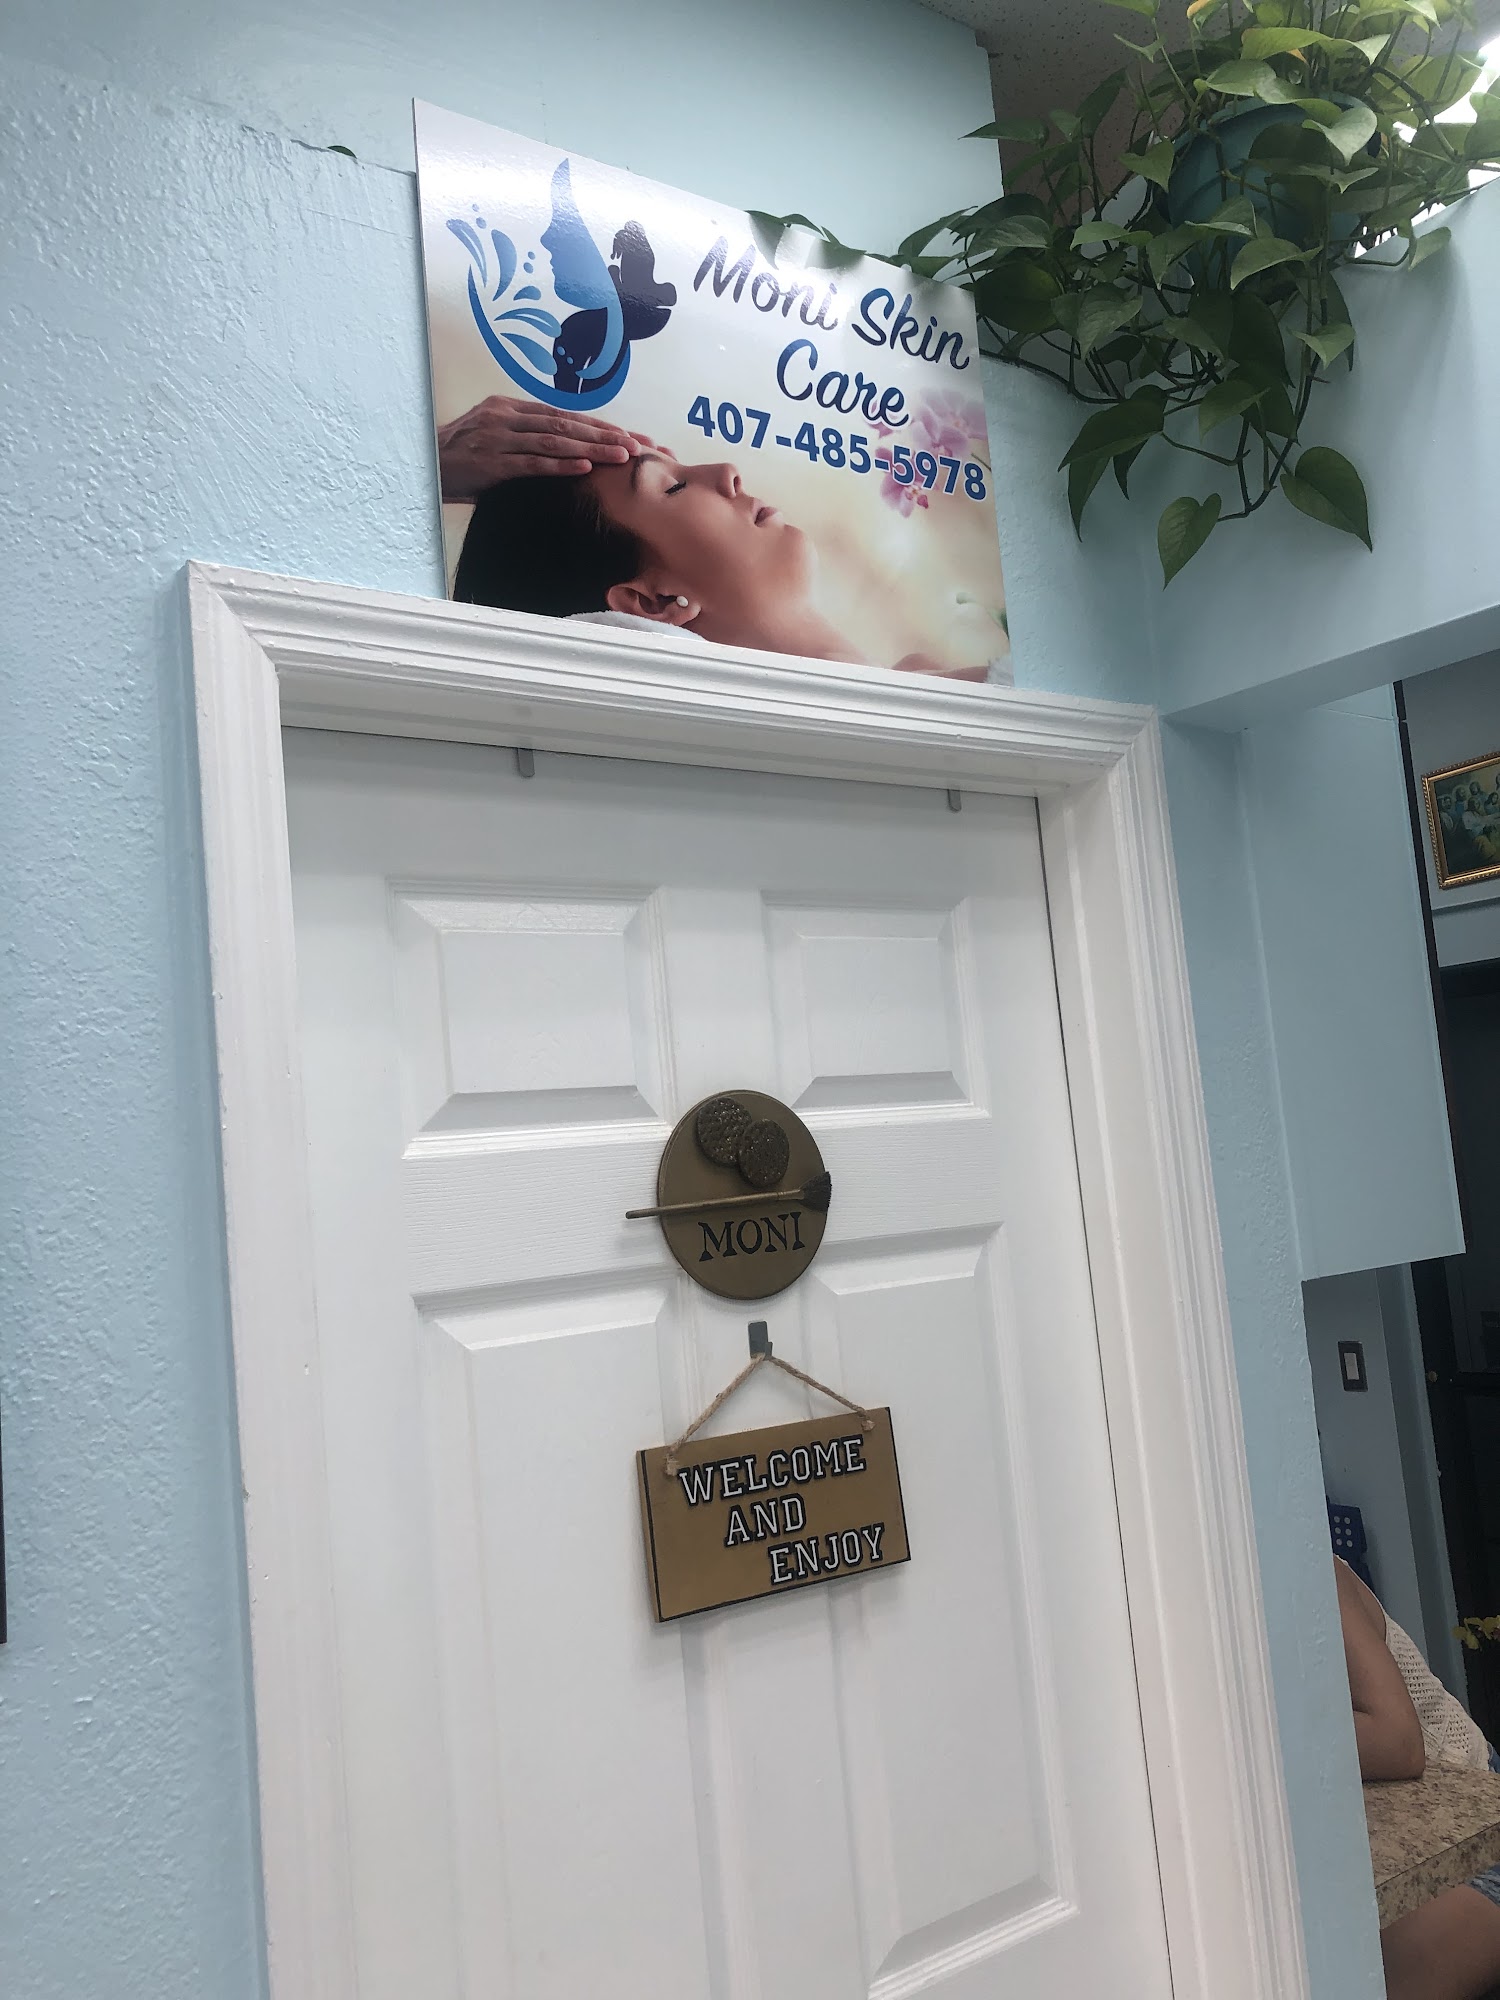 Moni Skin
Care
407-485-5978
MONI
WELCOME
AND
ENJOY